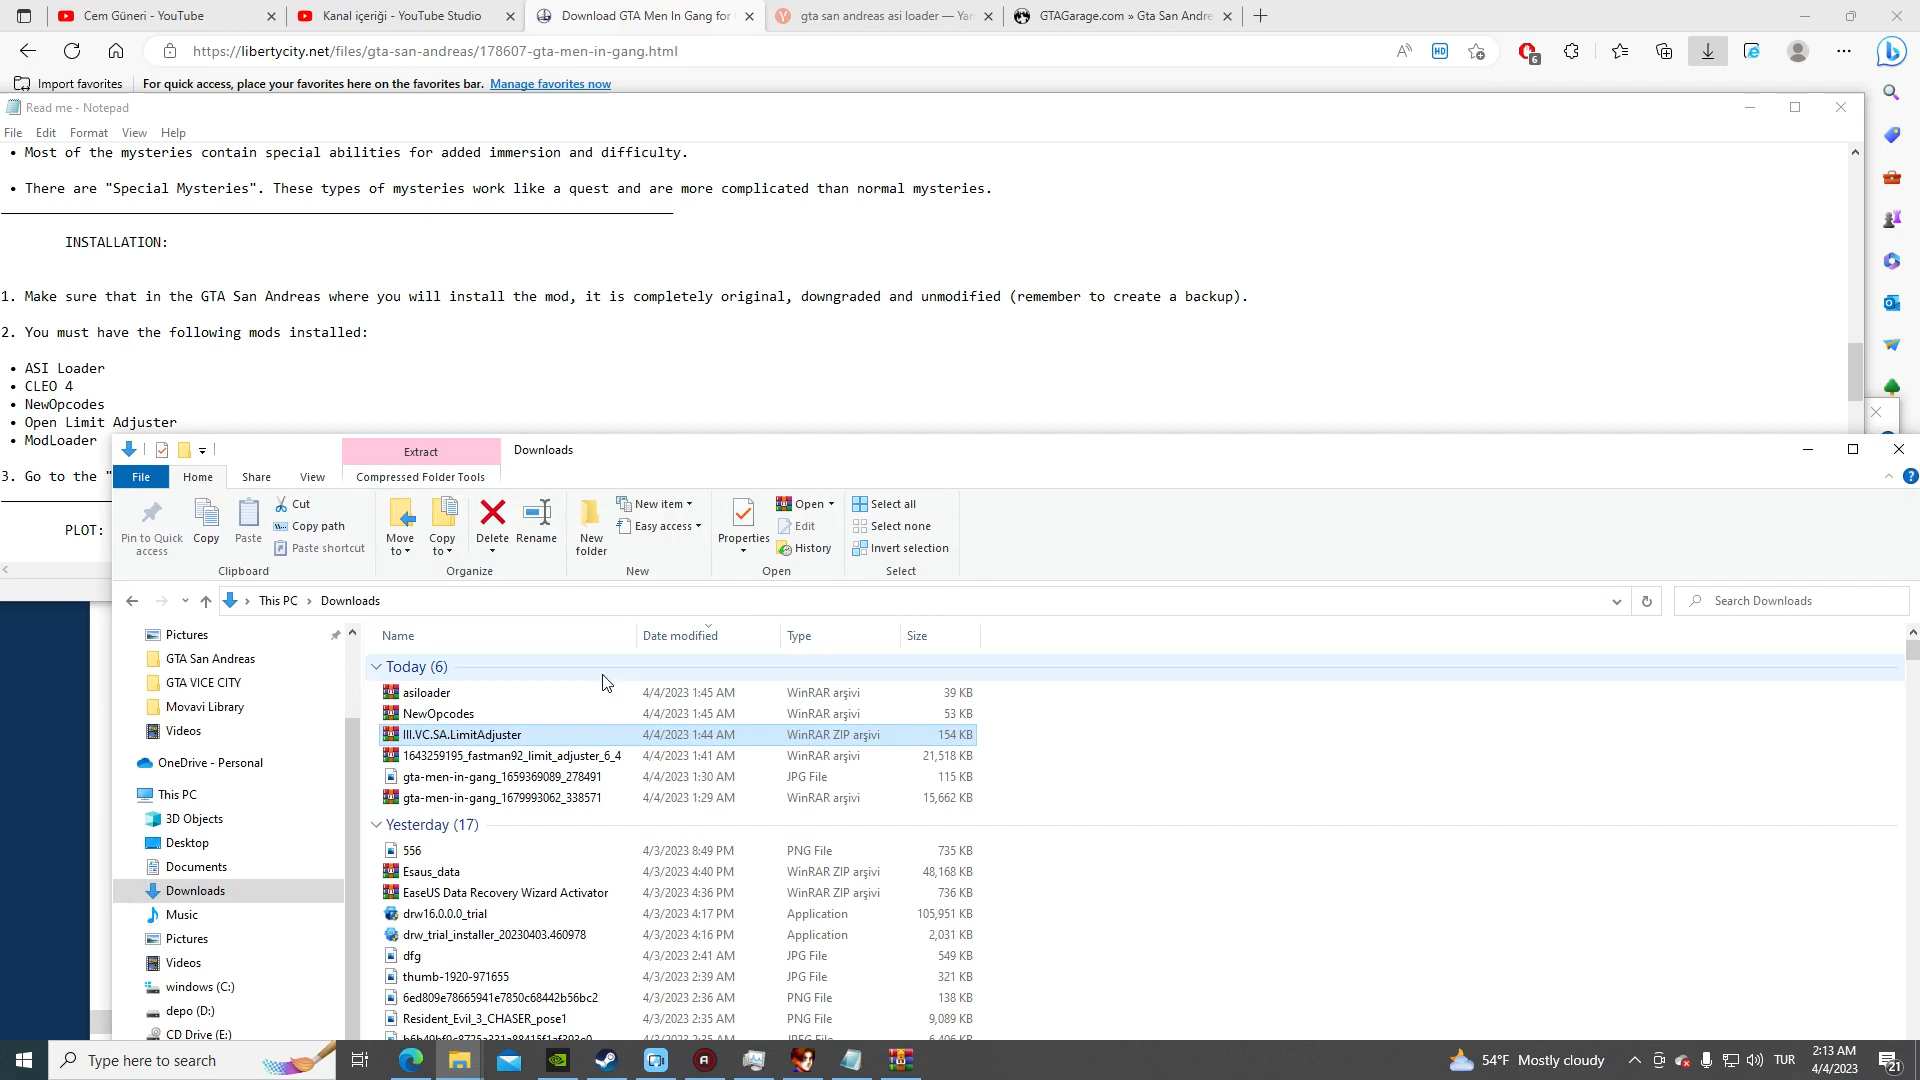 Cem Güneri - YouTube
Kanal içeriği - YouTube Studio
Download GTA Men In Gang for
gta san andreas asi loader — Yan
GTAGarage.com » Gta San Andre
https://libertycity.net/files/gta-san-andreas/178607-gta-men-in-gang.html
HD
6
Import favorites
For quick access, place your favorites here on the favorites bar. Manage favorites now
Read me - Notepad
File Edit Format View Help
• Most of the mysteries contain special abilities for added immersion and difficulty.
• There are "Special Mysteries". These types of mysteries work like a quest and are more complicated than normal mysteries.
INSTALLATION:
1. Make sure that in the GTA San Andreas where you will install the mod, it is completely original, downgraded and unmodified (remember to create a backup).
2. You must have the following mods installed:
• ASI Loader
• CLEO 4
• NewOpcodes
• Open Limit Adjuster
• ModLoader
3. Go to the "
PLOT:
Extract
Downloads
File Home Share View Compressed Folder Tools
Pin to Quick access
Copy
Paste
Cut
Copy path
Paste shortcut
Move to
Copy to
Delete
Rename
New folder
New item
Easy access
Properties
Open
Edit
History
Select all
Select none
Invert selection
Clipboard
Organize
New
Open
Select
This PC › Downloads
Search Downloads
Name Date modified Type Size
Today (6)
asiloader 4/4/2023 1:45 AM WinRAR arşivi 39 KB
NewOpcodes 4/4/2023 1:45 AM WinRAR arşivi 53 KB
III.VC.SA.LimitAdjuster 4/4/2023 1:44 AM WinRAR ZIP arşivi 154 KB
1643259195_fastman92_limit_adjuster_6_4 4/4/2023 1:41 AM WinRAR arşivi 21,518 KB
gta-men-in-gang_1659369089_278491 4/4/2023 1:30 AM JPG File 115 KB
gta-men-in-gang_1679993062_338571 4/4/2023 1:29 AM WinRAR arşivi 15,662 KB
Yesterday (17)
556 4/3/2023 8:49 PM PNG File 735 KB
Esaus_data 4/3/2023 4:40 PM WinRAR ZIP arşivi 48,168 KB
EaseUS Data Recovery Wizard Activator 4/3/2023 4:36 PM WinRAR ZIP arşivi 736 KB
drw16.0.0.0_trial 4/3/2023 4:17 PM Application 105,951 KB
drw_trial_installer_20230403.460978 4/3/2023 4:16 PM Application 2,031 KB
dfg 4/3/2023 2:41 AM JPG File 549 KB
thumb-1920-971655 4/3/2023 2:39 AM JPG File 321 KB
6ed809e78665941e7850c68442b56bc2 4/3/2023 2:36 AM PNG File 138 KB
Resident_Evil_3_CHASER_pose1 4/3/2023 2:35 AM PNG File 9,089 KB
Pictures
GTA San Andreas
GTA VICE CITY
Movavi Library
Videos
OneDrive - Personal
This PC
3D Objects
Desktop
Documents
Downloads
Music
Pictures
Videos
windows (C:)
depo (D:)
CD Drive (E:)
Type here to search
54°F Mostly cloudy
TUR
2:13 AM
4/4/2023
21